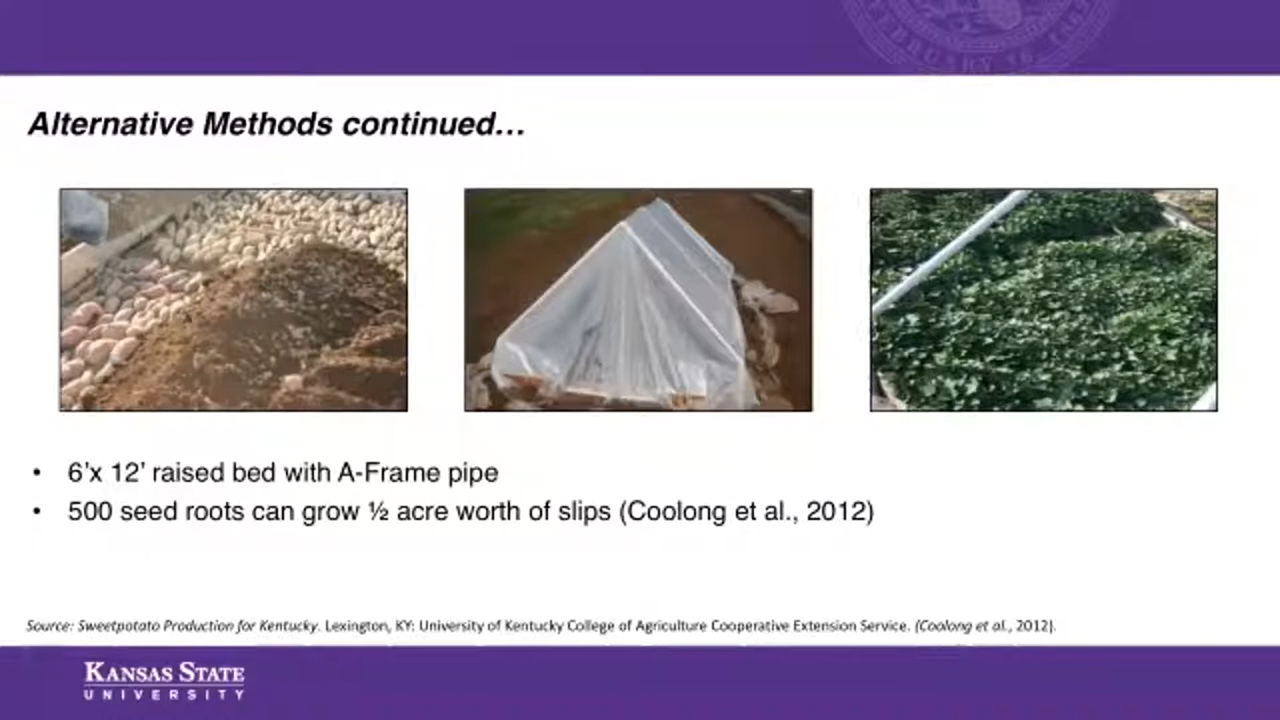 Alternative Methods continued…
• 6'x 12' raised bed with A-Frame pipe
• 500 seed roots can grow ½ acre worth of slips (Coolong et al., 2012)
Source: Sweetpotato Production for Kentucky. Lexington, KY: University of Kentucky College of Agriculture Cooperative Extension Service. (Coolong et al., 2012).
KANSAS STATE
UNIVERSITY